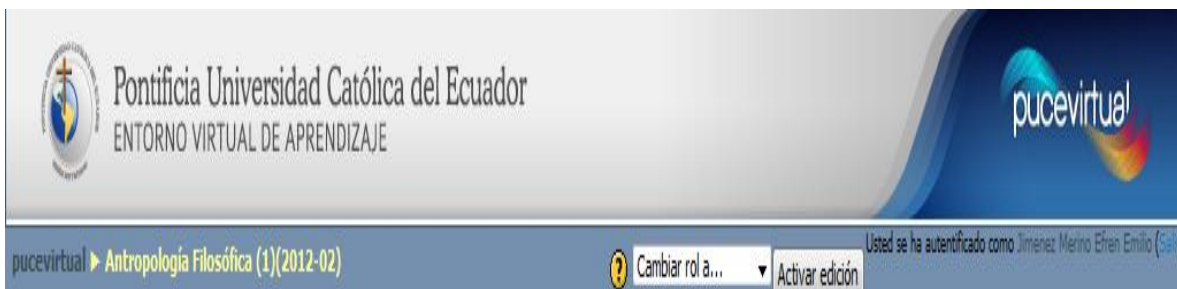 Pontificia Universidad Católica del Ecuador
ENTORNO VIRTUAL DE APRENDIZAJE
pucevirtual
pucevirtual ► Antropología Filosófica (1)(2012-02)
? Cambiar rol a... ▼ Activar edición
Usted se ha autentificado como Jimenez Merino Efren Emilio (Sali